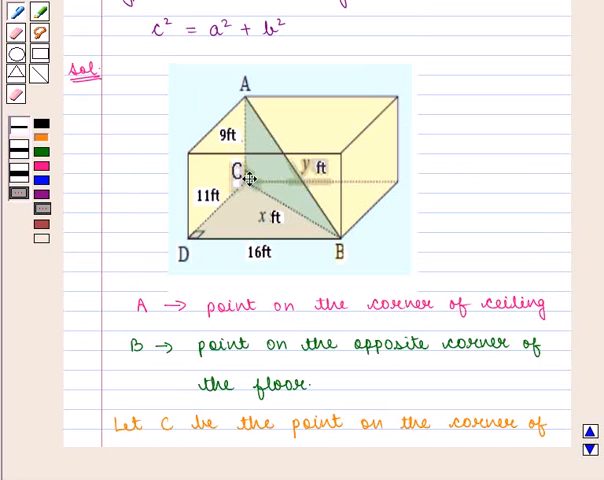 c² = a² + b²
Sol.
A
9ft
C
y ft
11ft
x ft
D
16ft
B
A → point on the corner of ceiling
B → point on the opposite corner of
the floor.
Let C be the point on the corner of